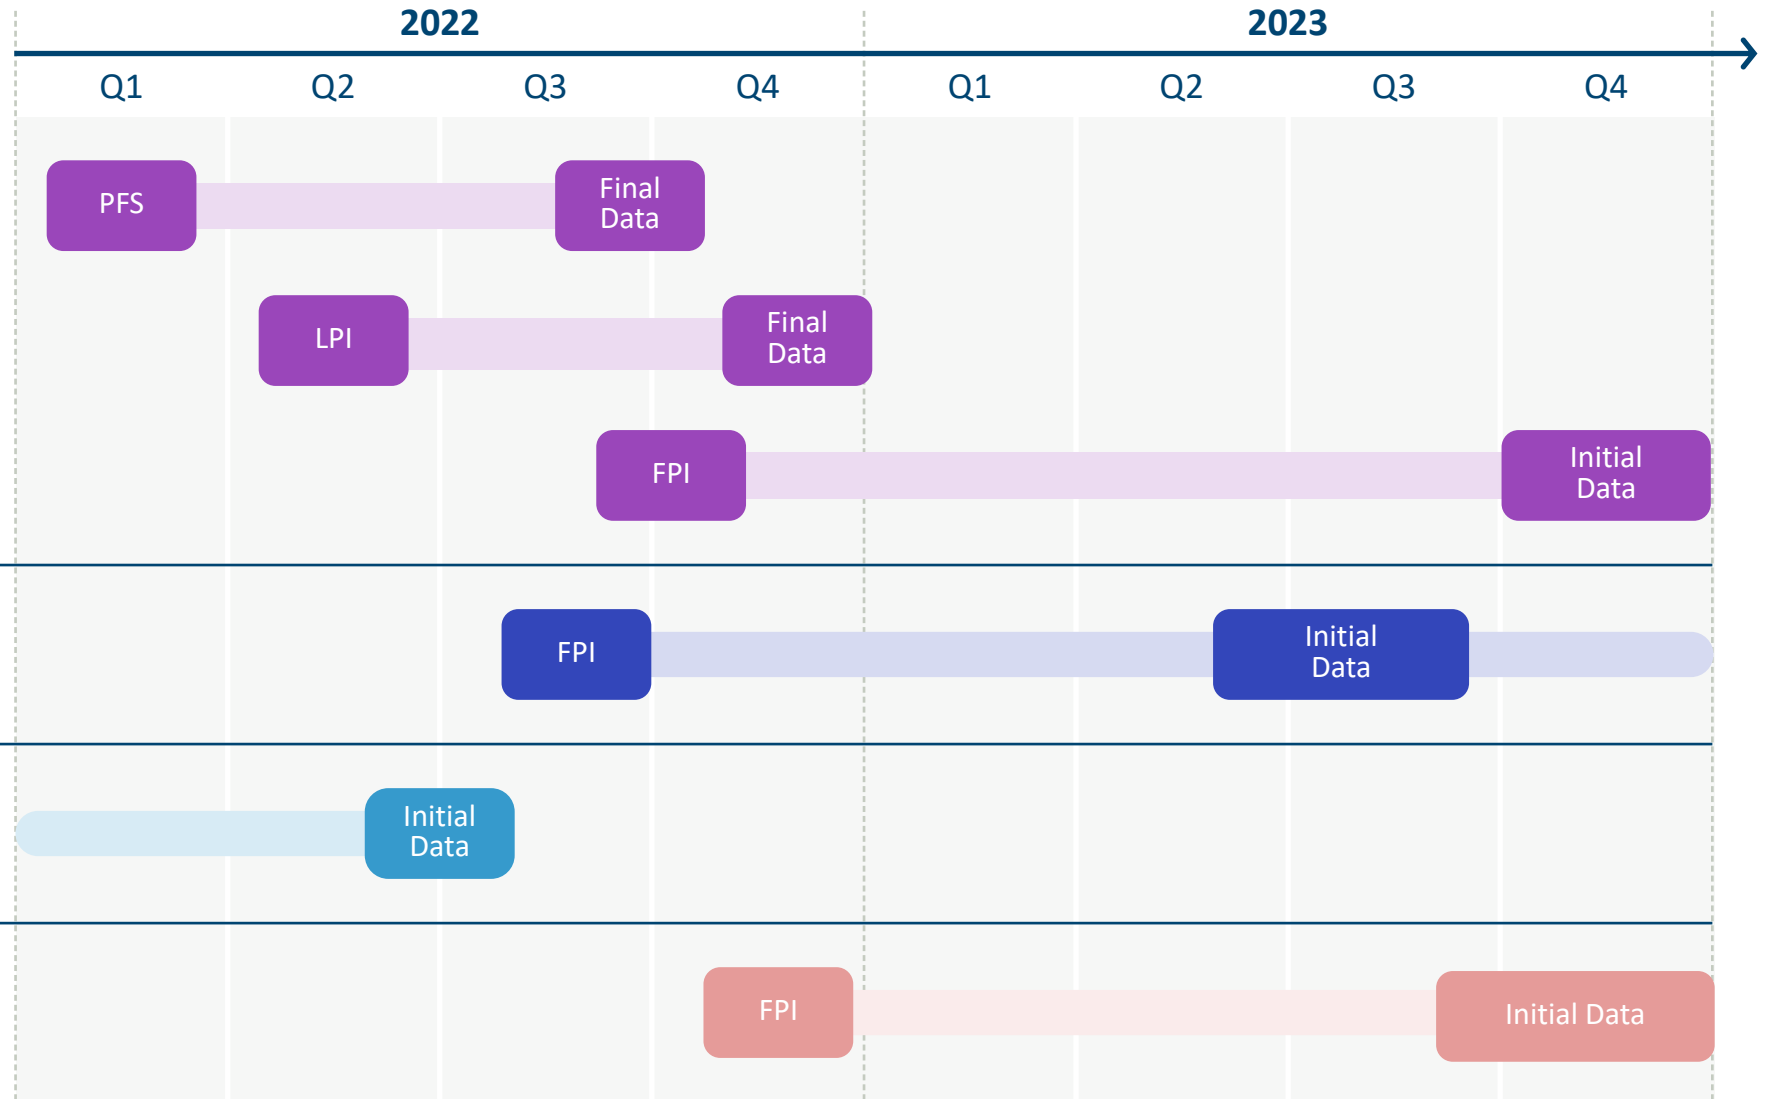 2022
2023
Q1
Q2
Q3
Q4
Q1
Q2
Q3
Q4
PFS
Final
Data
LPI
Final
Data
FPI
Initial
Data
FPI
Initial
Data
Initial
Data
FPI
Initial Data